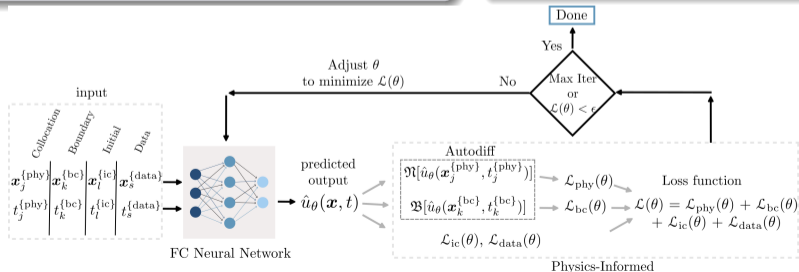 Done
Yes
Adjust θ
to minimize ℒ(θ)
No
Max Iter
or
ℒ(θ) < ϵ
input
Collocation Boundary Initial Data
x_j^{phy} x_k^{bc} x_l^{ic} x_s^{data}
t_j^{phy} t_k^{bc} t_l^{ic} t_s^{data}
FC Neural Network
predicted
output
û_θ(x, t)
Autodiff
𝔑[û_θ(x_j^{phy}, t_j^{phy})]
𝔅[û_θ(x_k^{bc}, t_k^{bc})]
ℒ_ic(θ), ℒ_data(θ)
ℒ_phy(θ)
ℒ_bc(θ)
Loss function
ℒ(θ) = ℒ_phy(θ) + ℒ_bc(θ)
+ ℒ_ic(θ) + ℒ_data(θ)
Physics-Informed